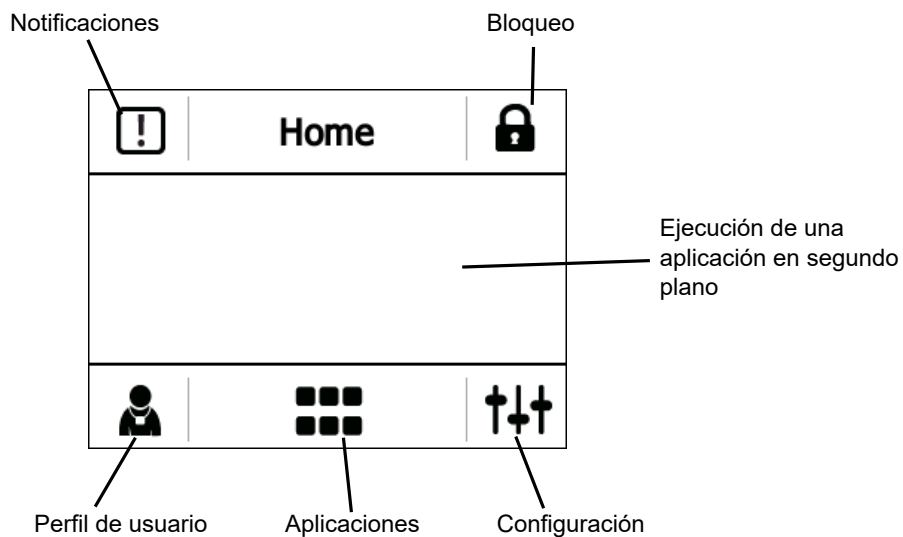 Notificaciones
Bloqueo
Home
Ejecución de una
aplicación en segundo
plano
Perfil de usuario
Aplicaciones
Configuración